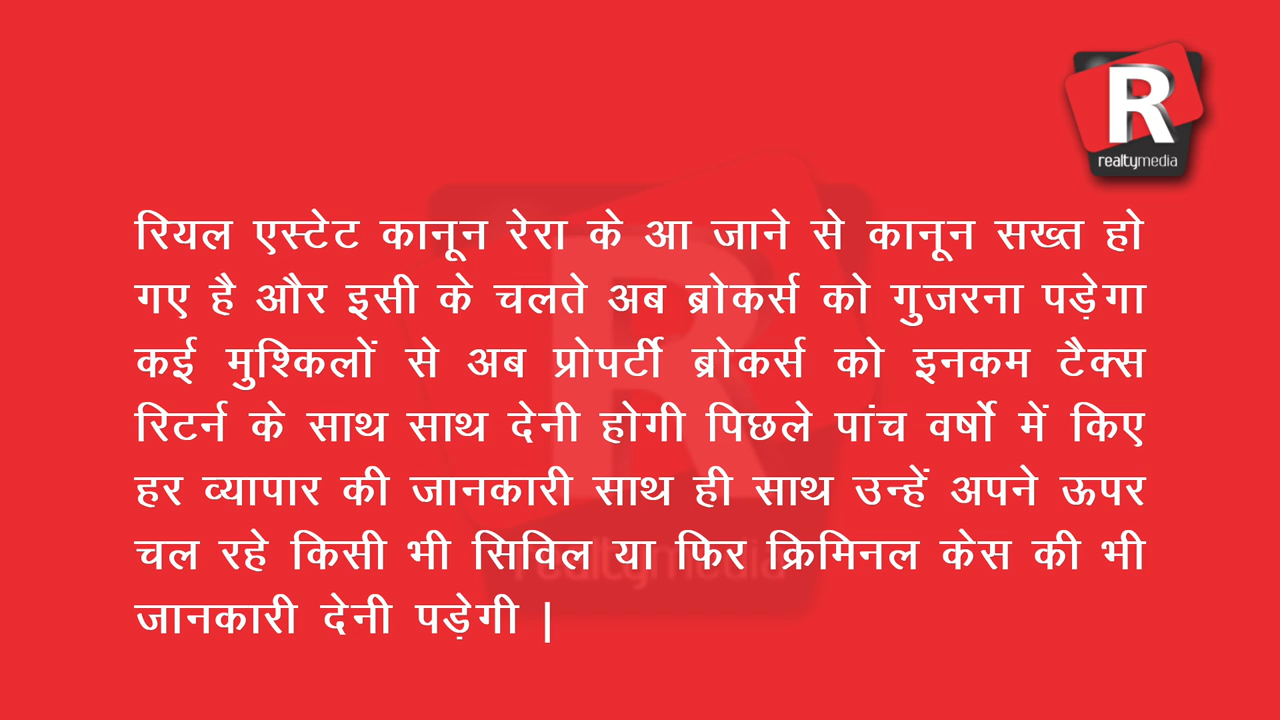 R
realtymedia
रियल एस्टेट कानून रेरा के आ जाने से कानून सख्त हो
गए है और इसी के चलते अब ब्रोकर्स को गुजरना पड़ेगा
कई मुश्किलों से अब प्रोपर्टी ब्रोकर्स को इनकम टैक्स
रिटर्न के साथ साथ देनी होगी पिछले पांच वर्षो में किए
हर व्यापार की जानकारी साथ ही साथ उन्हें अपने ऊपर
चल रहे किसी भी सिविल या फिर क्रिमिनल केस की भी
जानकारी देनी पड़ेगी |
R
realtymedia